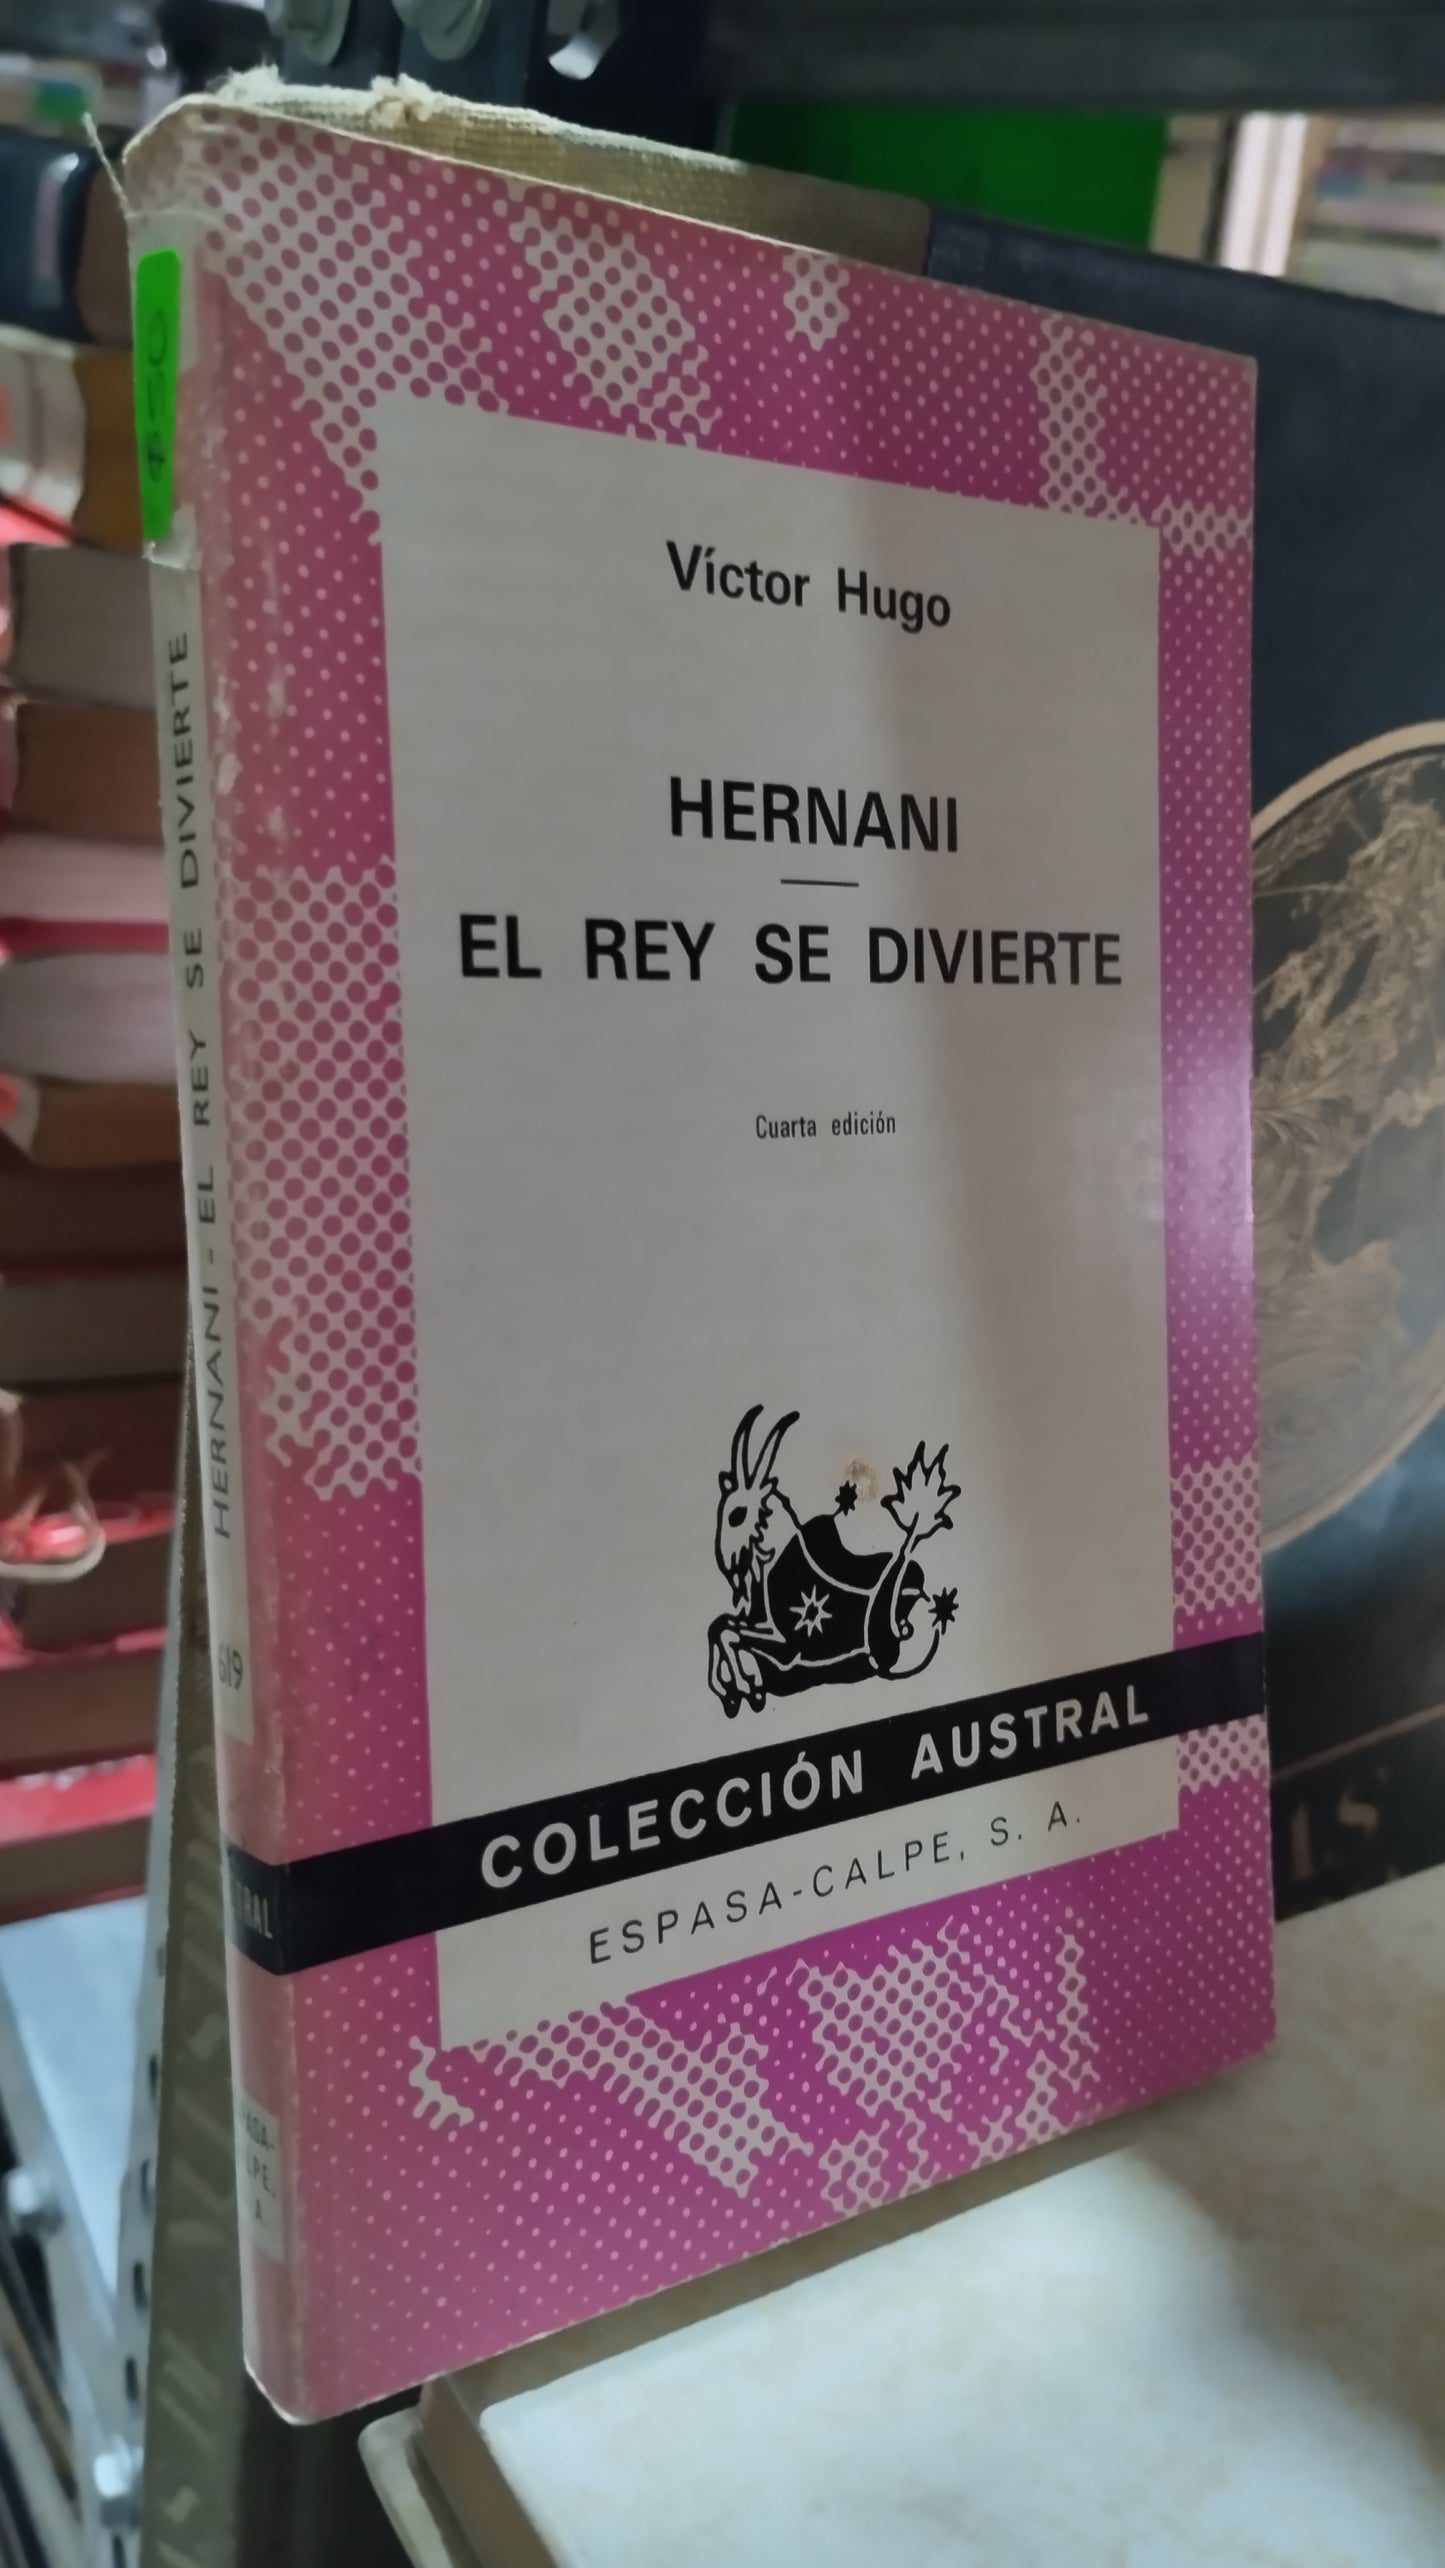 $50
HERNANI - EL REY SE DIVIERTE
619
Víctor Hugo
HERNANI
EL REY SE DIVIERTE
Cuarta edición
COLECCIÓN AUSTRAL
ESPASA-CALPE, S. A.